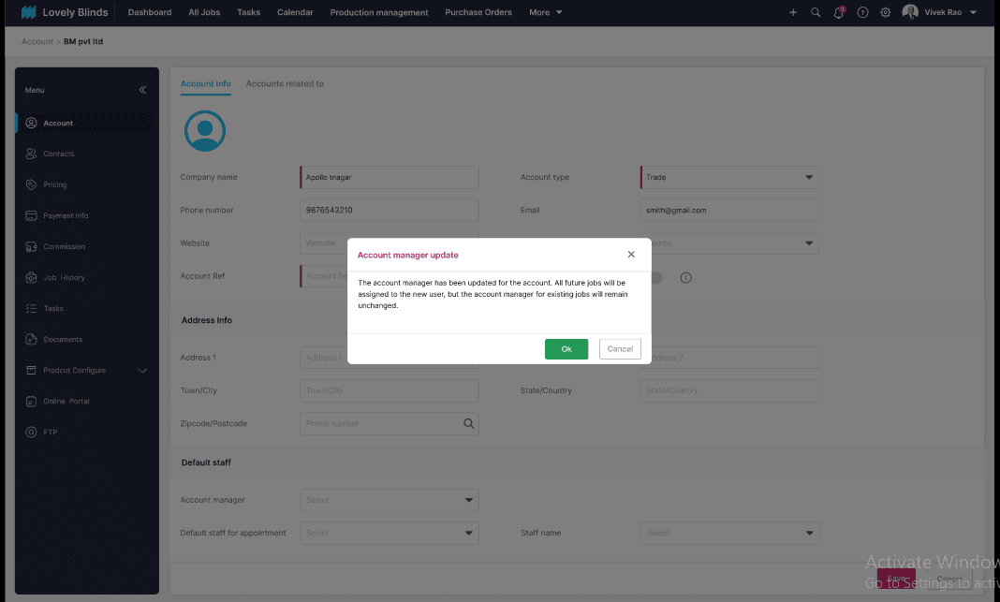 Lovely Blinds Dashboard All Jobs Tasks Calendar Production management Purchase Orders More 3 Vivek Rao
Account > BM pvt ltd
Menu
Account
Contacts
Pricing
Payment Info
Commission
Job History
Tasks
Documents
Prodcut Configure
Online Portal
FTP
Account info Accounts related to
Company name Apollo tnagar Account type Trade
Phone number 9876543210 Email smith@gmail.com
Website Website
Account Ref Account
Account manager update
The account manager has been updated for the account. All future jobs will be
assigned to the new user, but the account manager for existing jobs will remain
unchanged.
Ok Cancel
Address Info
Address 1 Address 1 2
Town/City Town/City State/Country State/Country
Zipcode/Postcode Phone number
Default staff
Account manager Select
Default staff for appointment Select Staff name Select
Save Cancel
Activate Window
Go to Settings to activ